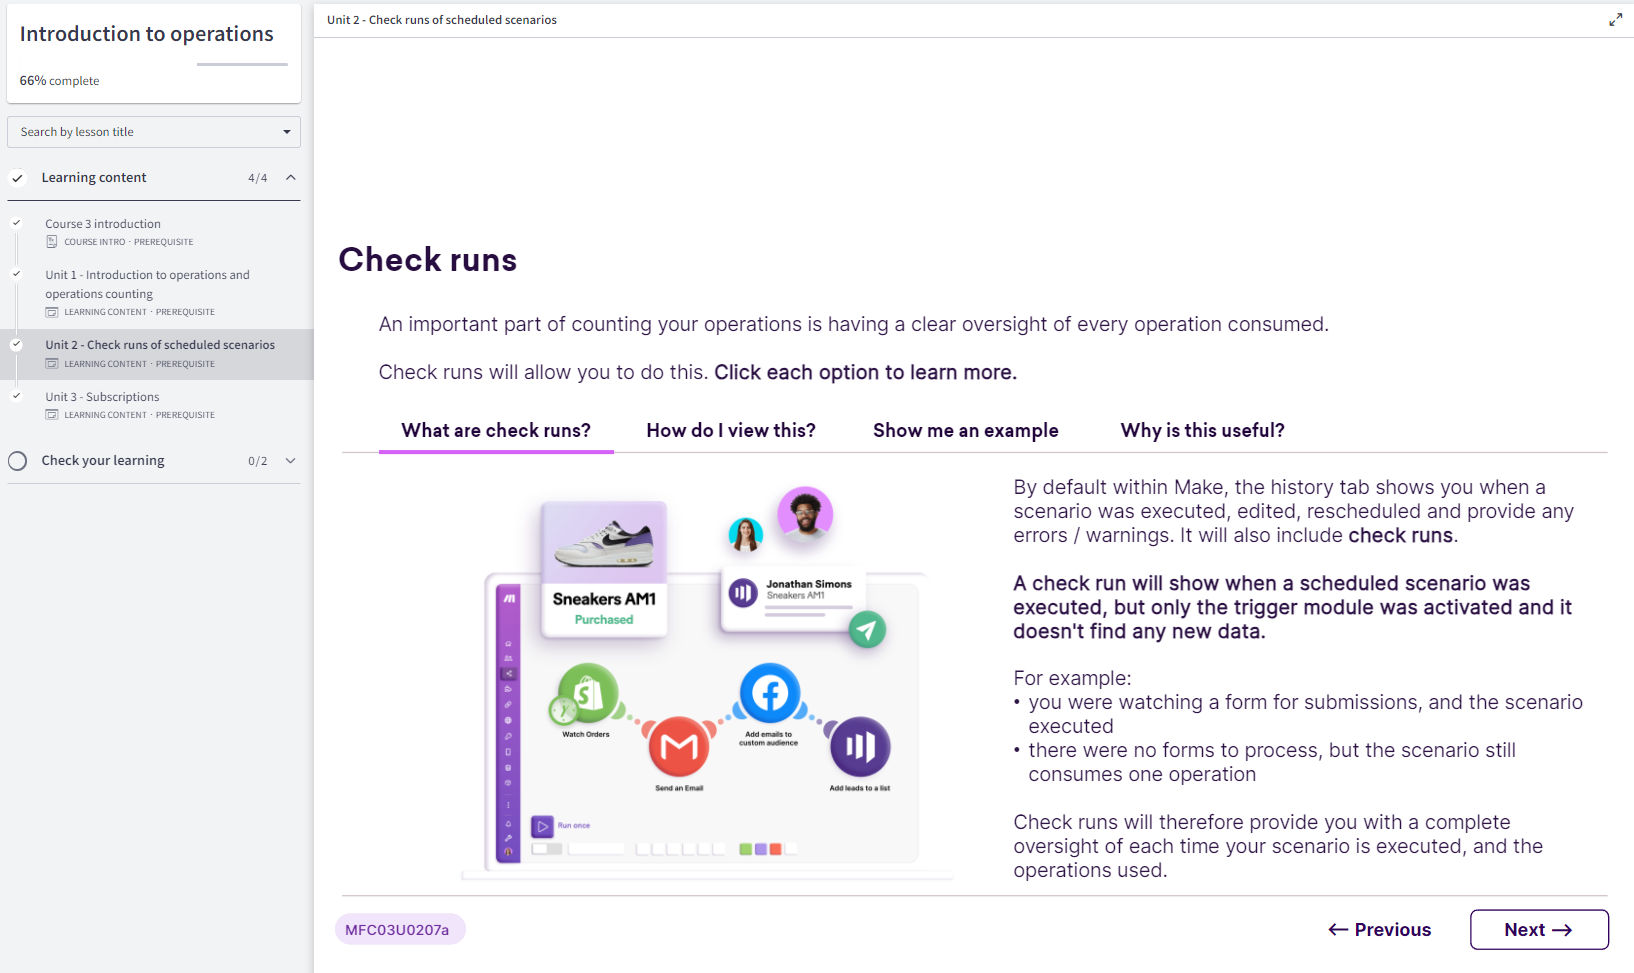 Introduction to operations
66% complete
Search by lesson title
Learning content 4/4
Course 3 introduction
COURSE INTRO · PREREQUISITE
Unit 1 - Introduction to operations and
operations counting
LEARNING CONTENT · PREREQUISITE
Unit 2 - Check runs of scheduled scenarios
LEARNING CONTENT · PREREQUISITE
Unit 3 - Subscriptions
LEARNING CONTENT · PREREQUISITE
Check your learning 0/2
Unit 2 - Check runs of scheduled scenarios
Check runs
An important part of counting your operations is having a clear oversight of every operation consumed.
Check runs will allow you to do this. Click each option to learn more.
What are check runs? How do I view this? Show me an example Why is this useful?
Sneakers AM1
Purchased
Jonathan Simons
Sneakers AM1
Watch Orders
Send an Email
Add emails to
custom audience
Add leads to a list
Run once
By default within Make, the history tab shows you when a
scenario was executed, edited, rescheduled and provide any
errors / warnings. It will also include check runs.
A check run will show when a scheduled scenario was
executed, but only the trigger module was activated and it
doesn't find any new data.
For example:
• you were watching a form for submissions, and the scenario
executed
• there were no forms to process, but the scenario still
consumes one operation
Check runs will therefore provide you with a complete
oversight of each time your scenario is executed, and the
operations used.
MFC03U0207a
← Previous
Next →